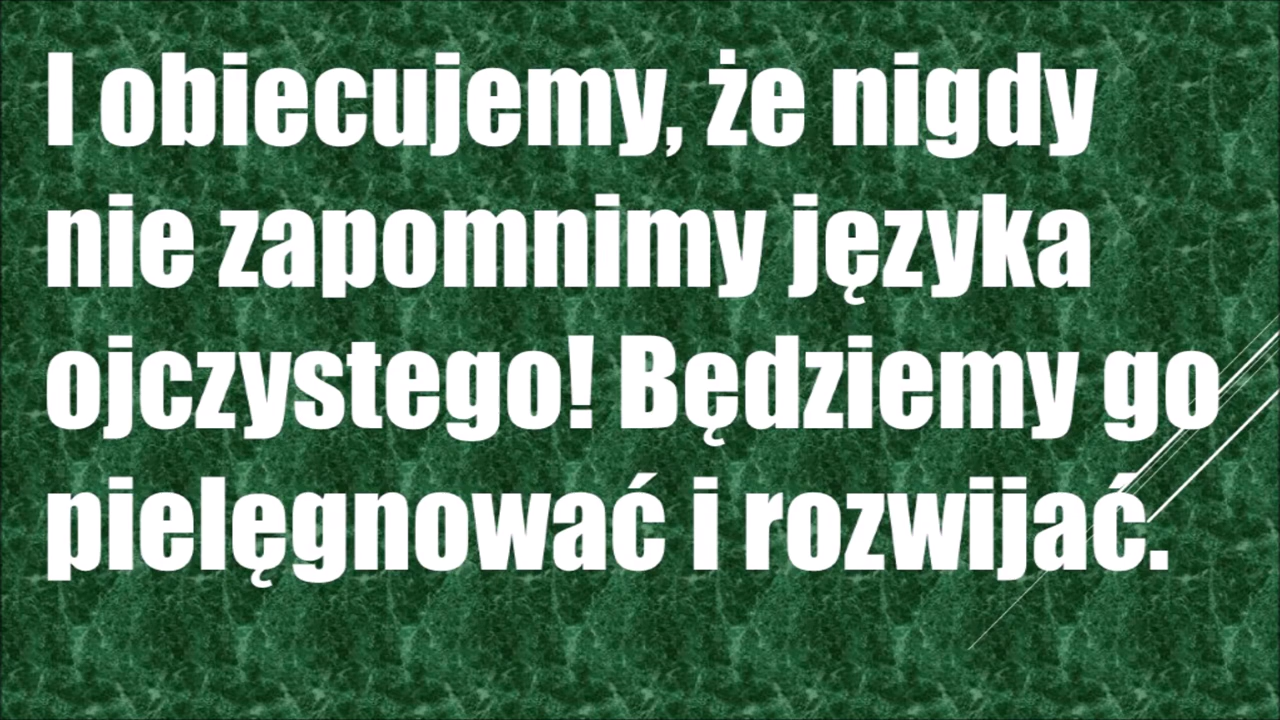 I obiecujemy, że nigdy
nie zapomnimy języka
ojczystego! Będziemy go
pielęgnować i rozwijać.